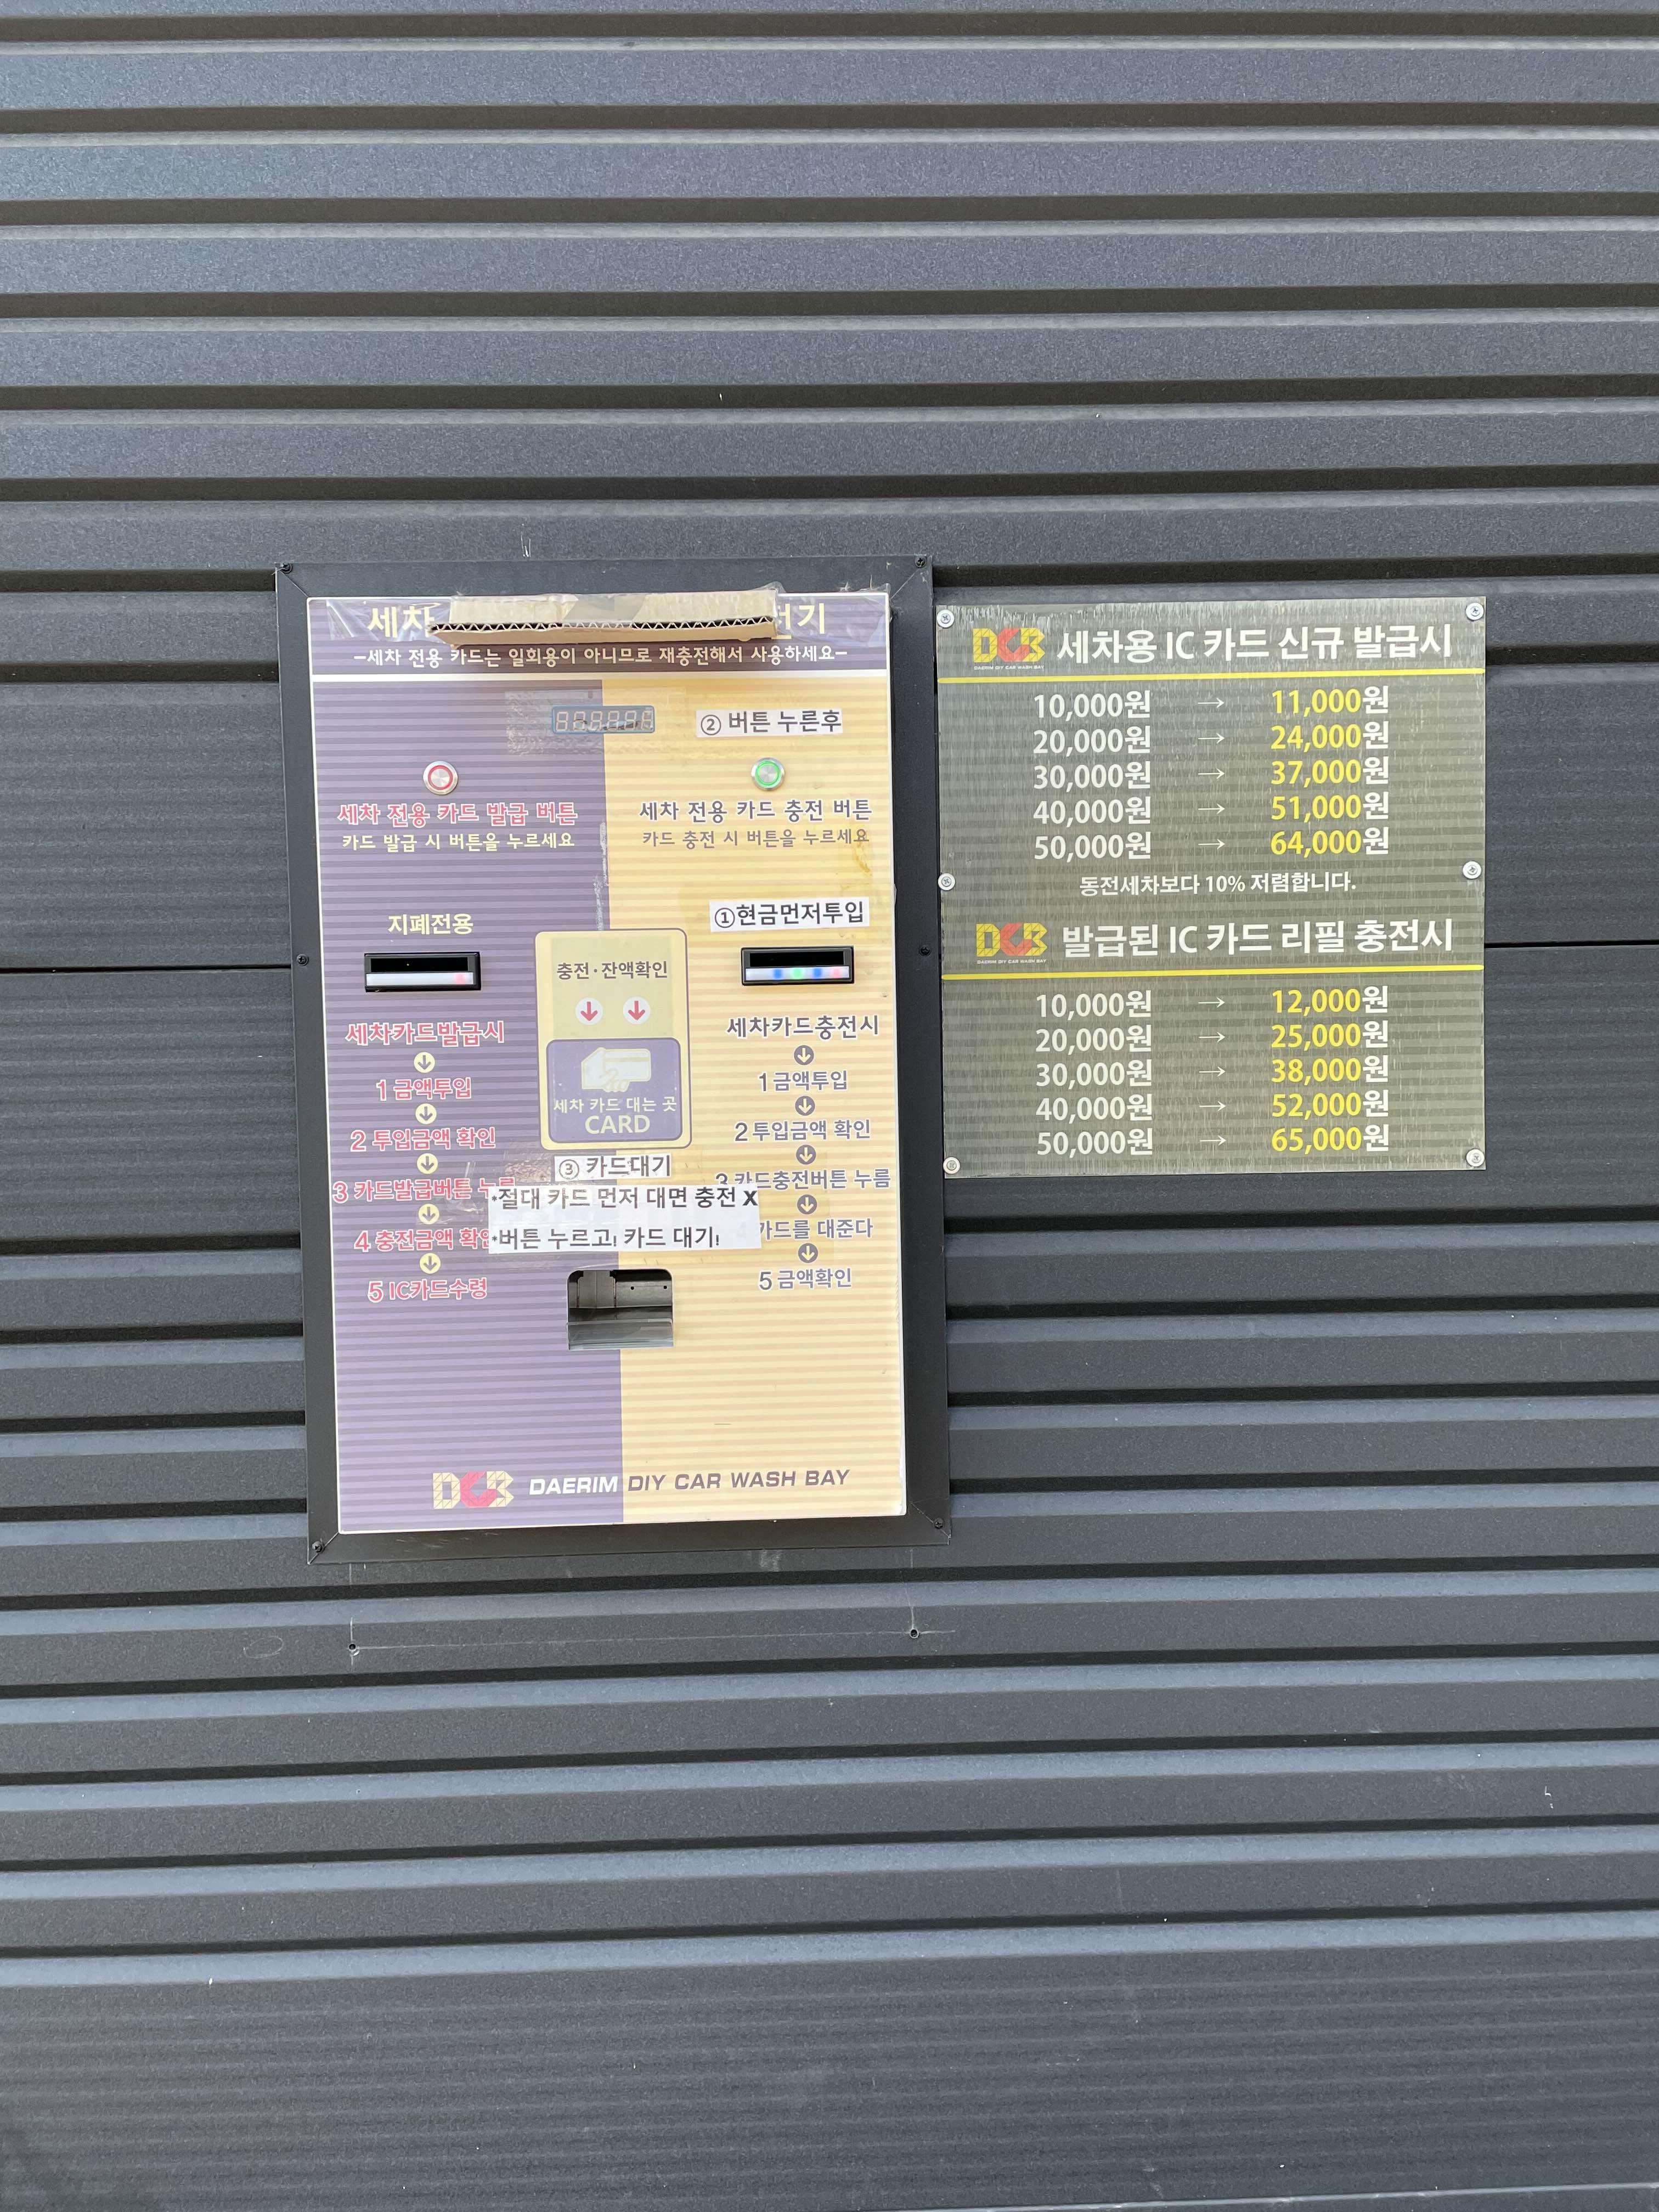 세차
기
–세차 전용 카드는 일회용이 아니므로 재충전해서 사용하세요–
② 버튼 누른후
세차 전용 카드 발급 버튼
카드 발급 시 버튼을 누르세요
세차 전용 카드 충전 버튼
카드 충전 시 버튼을 누르세요
지폐전용
①현금먼저투입
충전·잔액확인
세차 카드 대는 곳
CARD
③ 카드대기
*절대 카드 먼저 대면 충전 X
*버튼 누르고! 카드 대기!
세차카드발급시
1 금액투입
2 투입금액 확인
3 카드발급버튼 누름
4 충전금액 확인
5 IC카드수령
세차카드충전시
1 금액투입
2 투입금액 확인
3 카드충전버튼 누름
4 카드를 대준다
5 금액확인
DCB DAERIM DIY CAR WASH BAY
DCB 세차용 IC 카드 신규 발급시
DAERIM DIY CAR WASH BAY
10,000원 → 11,000원
20,000원 → 24,000원
30,000원 → 37,000원
40,000원 → 51,000원
50,000원 → 64,000원
동전세차보다 10% 저렴합니다.
DCB 발급된 IC 카드 리필 충전시
DAERIM DIY CAR WASH BAY
10,000원 → 12,000원
20,000원 → 25,000원
30,000원 → 38,000원
40,000원 → 52,000원
50,000원 → 65,000원